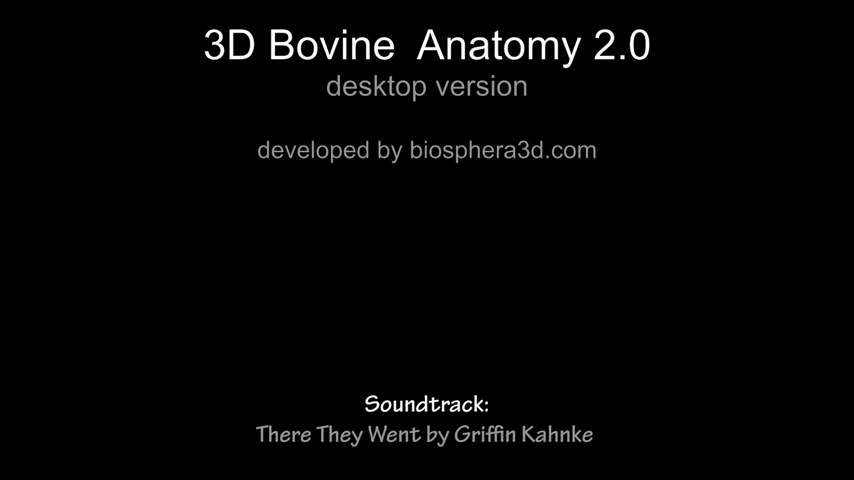 3D Bovine Anatomy 2.0
desktop version
developed by biosphera3d.com
Soundtrack:
There They Went by Griffin Kahnke